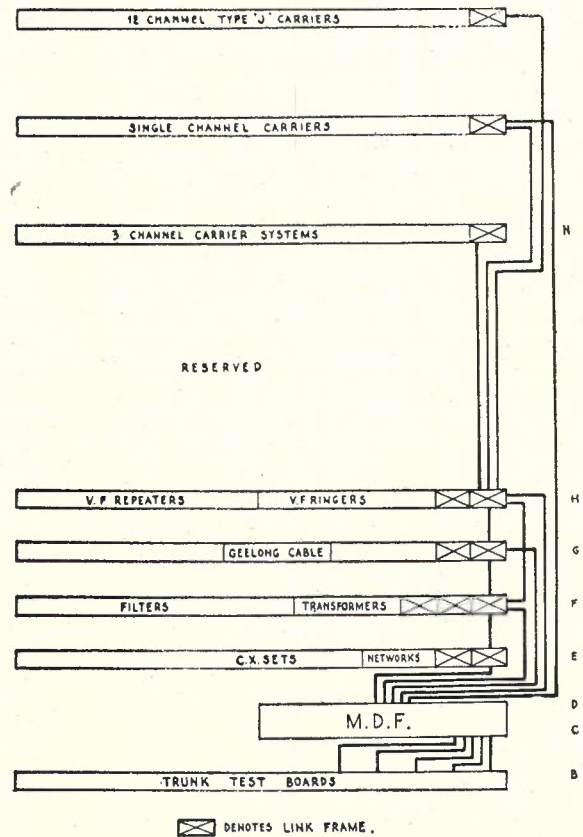 12 CHANNEL TYPE 'J' CARRIERS
SINGLE CHANNEL CARRIERS
3 CHANNEL CARRIER SYSTEMS
N
RESERVED
V.F REPEATERS V.F RINGERS H
GEELONG CABLE G
FILTERS TRANSFORMERS F
C.X. SETS NETWORKS E
D
M.D.F.
C
TRUNK TEST BOARDS B
DENOTES LINK FRAME.